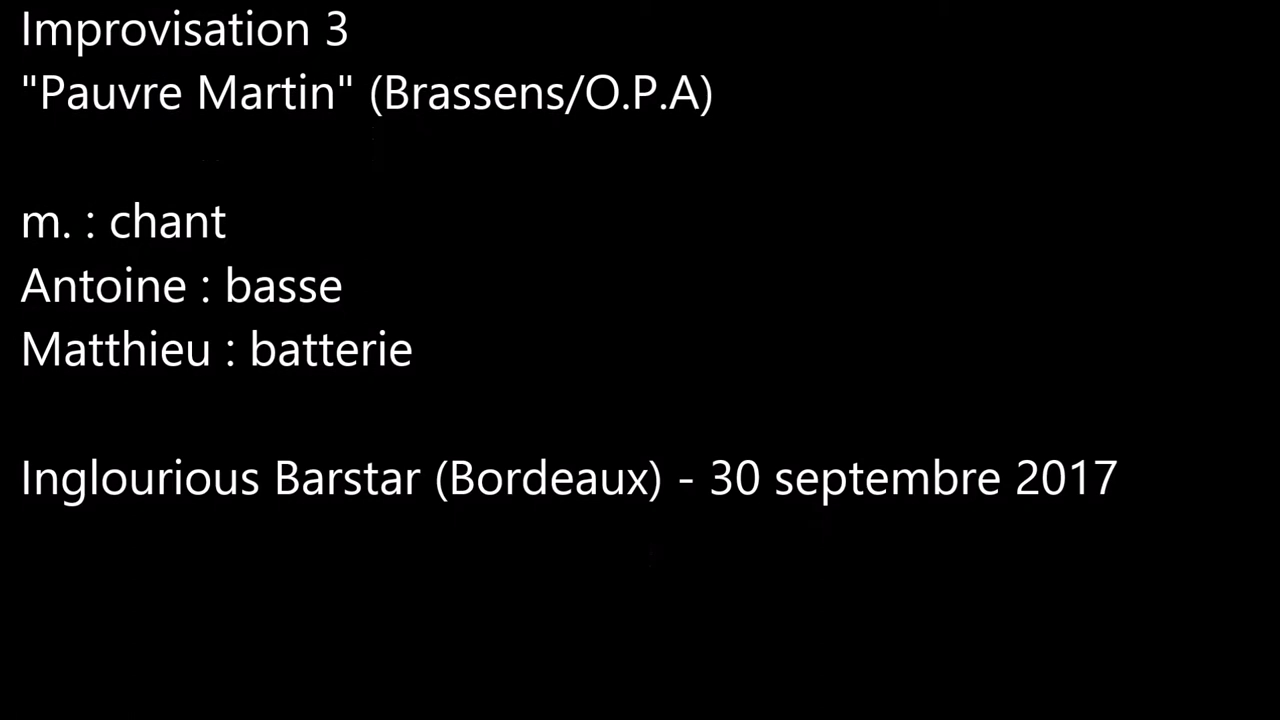 Improvisation 3
"Pauvre Martin" (Brassens/O.P.A)
m. : chant
Antoine : basse
Matthieu : batterie
Inglourious Barstar (Bordeaux) - 30 septembre 2017